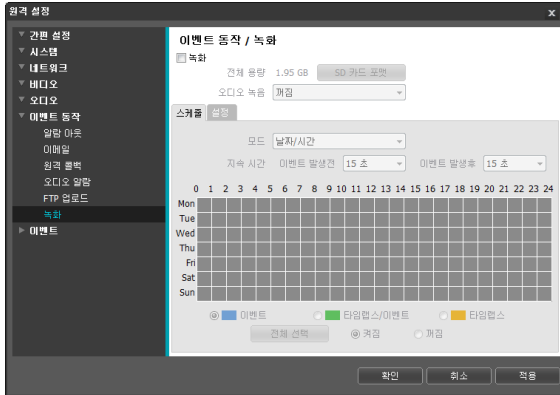 원격 설정 x
간편 설정
시스템
네트워크
비디오
오디오
이벤트 동작
알람 아웃
이메일
원격 콜백
오디오 알람
FTP 업로드
녹화
이벤트
이벤트 동작 / 녹화
녹화
전체 용량 1.95 GB SD 카드 포맷
오디오 녹음 꺼짐
스케줄 설정
모드 날짜/시간
지속 시간 이벤트 발생전 15 초 이벤트 발생후 15 초
0 1 2 3 4 5 6 7 8 9 10 11 12 13 14 15 16 17 18 19 20 21 22 23 24
Mon
Tue
Wed
Thu
Fri
Sat
Sun
이벤트 타임랩스/이벤트 타임랩스
전체 선택 켜짐 꺼짐
확인 취소 적용